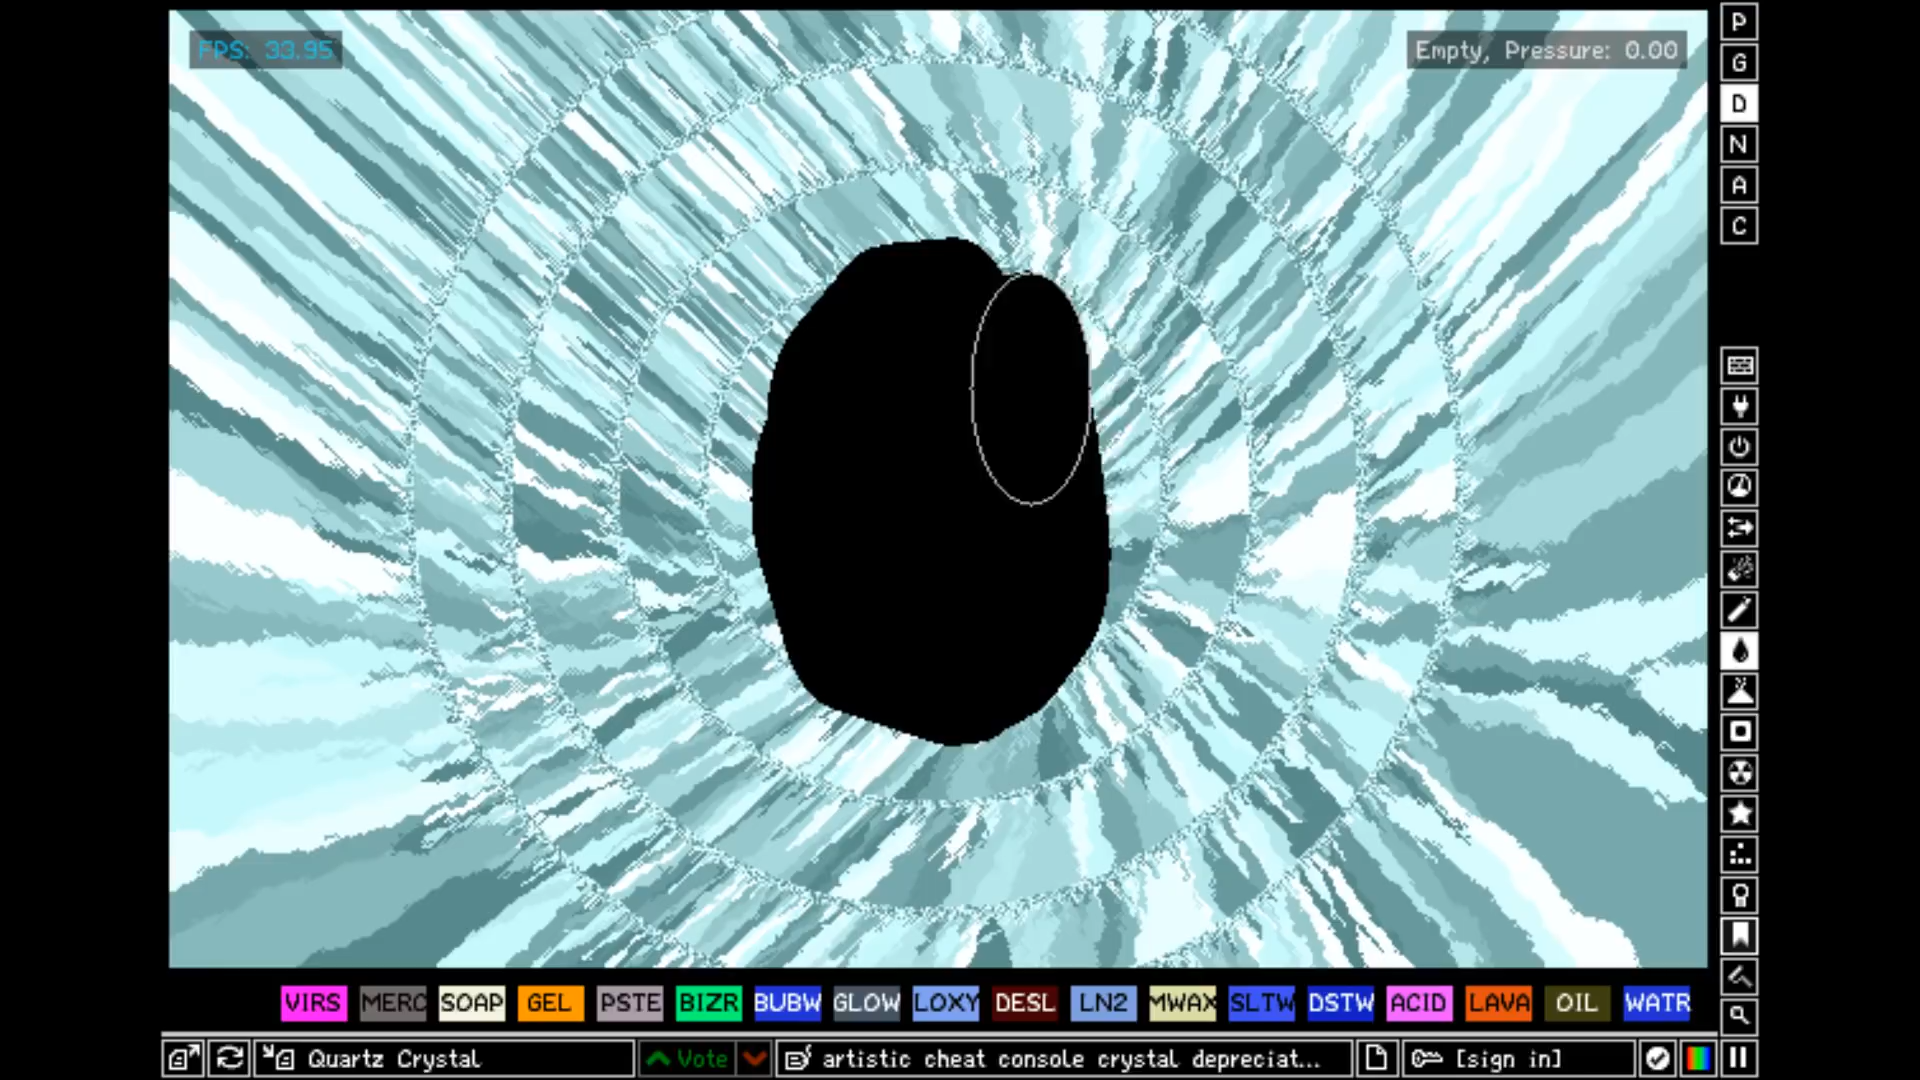 FPS: 33.95
Empty, Pressure: 0.00
P
G
D
N
A
C
VIRS MERC SOAP GEL PSTE BIZR BUBW GLOW LOXY DESL LN2 MWAX SLTW DSTW ACID LAVA OIL WATR
Quartz Crystal Vote artistic cheat console crystal depreciat... [sign in]